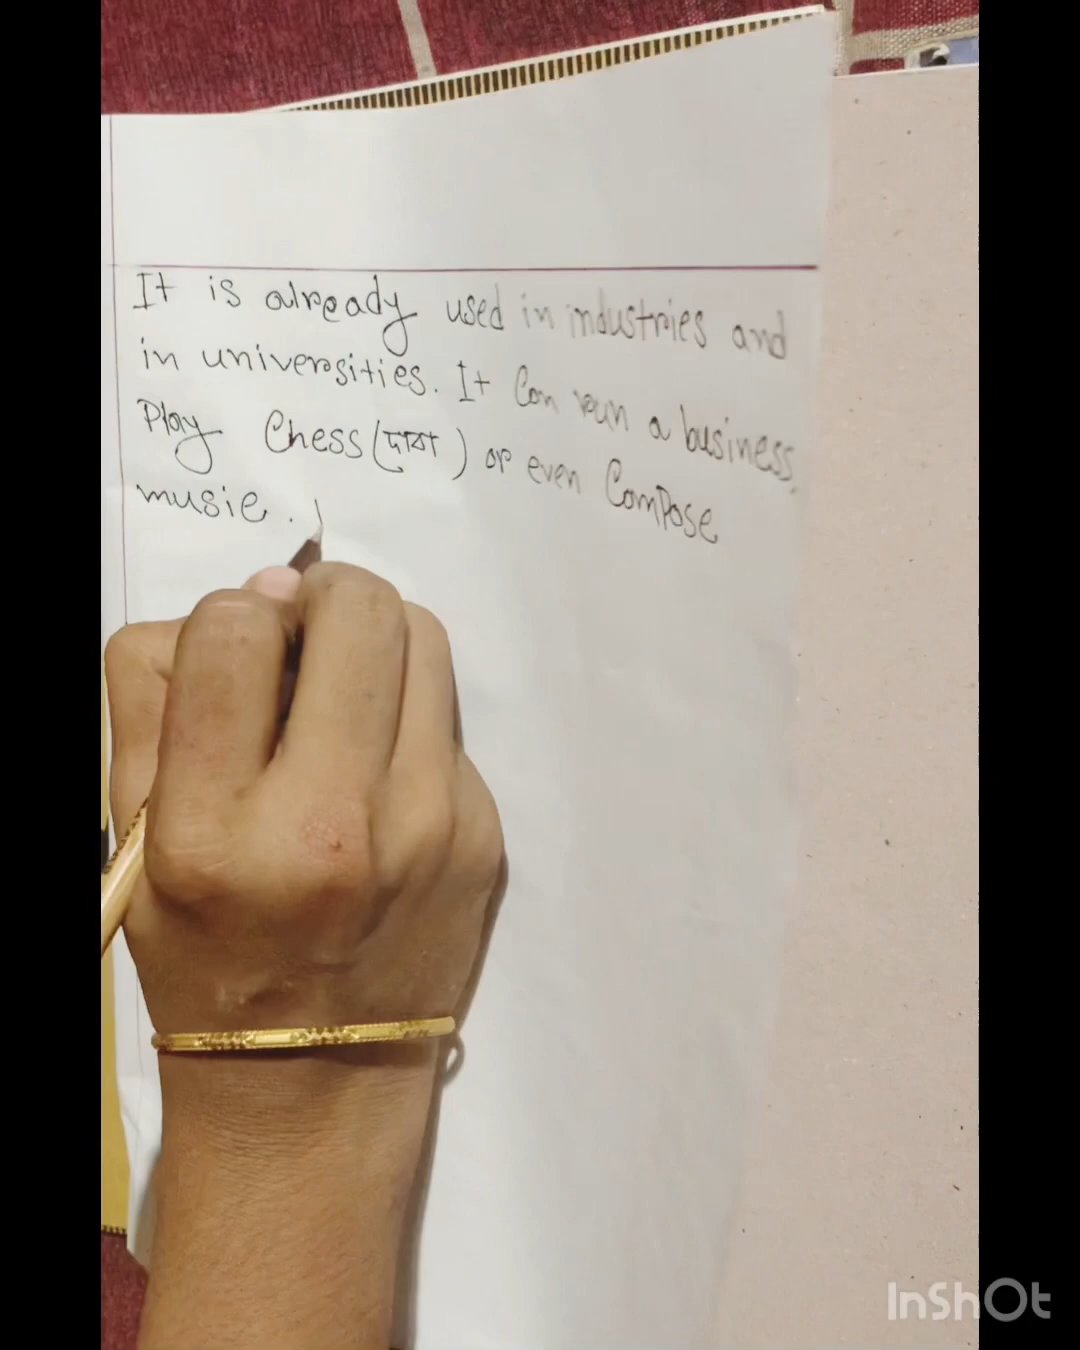 It is already used in industries and
in universities. It Can run a business,
Play Chess (দাবা) or even Compose
music.
InShOt